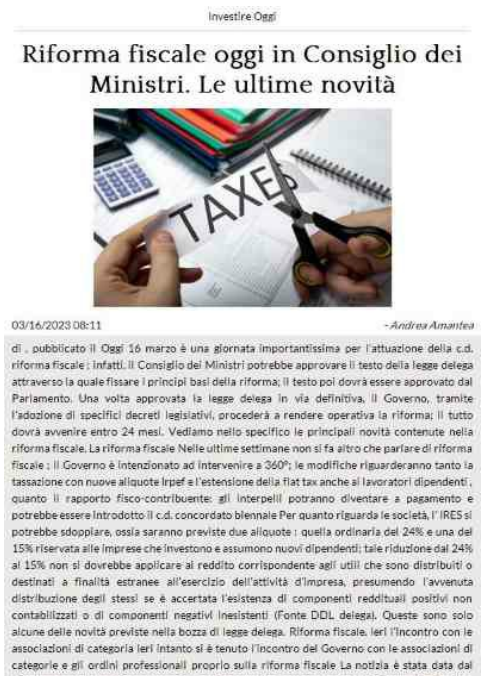 Investire Oggi
Riforma fiscale oggi in Consiglio dei
Ministri. Le ultime novità
TAXES
03/16/2023 08:11
- Andrea Amantea
di , pubblicato il Oggi 16 marzo è una giornata importantissima per l'attuazione della c.d.
riforma fiscale ; infatti, il Consiglio dei Ministri potrebbe approvare il testo della legge delega
attraverso la quale fissare i principi basi della riforma; il testo poi dovrà essere approvato dal
Parlamento. Una volta approvata la legge delega in via definitiva, il Governo, tramite
l'adozione di specifici decreti legislativi, procederà a rendere operativa la riforma; il tutto
dovrà avvenire entro 24 mesi. Vediamo nello specifico le principali novità contenute nella
riforma fiscale. La riforma fiscale Nelle ultime settimane non si fa altro che parlare di riforma
fiscale ; il Governo è intenzionato ad intervenire a 360°; le modifiche riguarderanno tanto la
tassazione con nuove aliquote Irpef e l'estensione della flat tax anche ai lavoratori dipendenti ,
quanto il rapporto fisco-contribuente: gli interpelli potranno diventare a pagamento e
potrebbe essere introdotto il c.d. concordato biennale Per quanto riguarda le società, l' IRES si
potrebbe sdoppiare, ossia saranno previste due aliquote : quella ordinaria del 24% e una del
15% riservata alle imprese che investono e assumono nuovi dipendenti; tale riduzione dal 24%
al 15% non si dovrebbe applicare al reddito corrispondente agli utili che sono distribuiti o
destinati a finalità estranee all'esercizio dell'attività d'impresa, presumendo l'avvenuta
distribuzione degli stessi se è accertata l'esistenza di componenti reddituali positivi non
contabilizzati o di componenti negativi inesistenti (Fonte DDL delega). Queste sono solo
alcune delle novità previste nella bozza di legge delega. Riforma fiscale. Ieri l'incontro con le
associazioni di categoria Ieri intanto si è tenuto l'incontro del Governo con le associazioni di
categorie e gli ordini professionali proprio sulla riforma fiscale La notizia è stata data dal